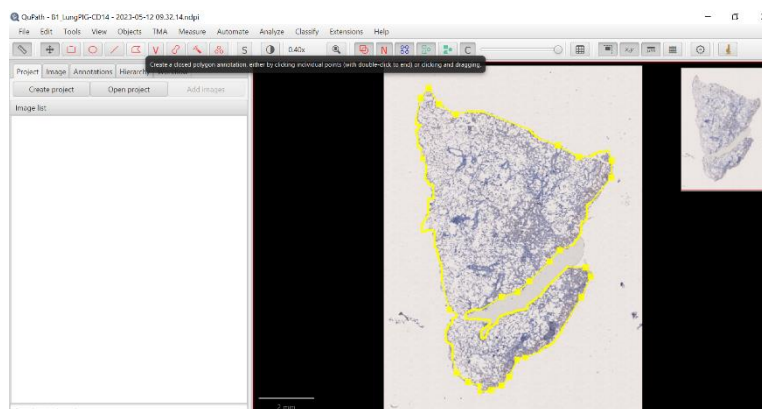 QuPath - B1_LungPIG-CD14 - 2023-05-12 09.32.14.ndpi
File Edit Tools View Objects TMA Measure Automate Analyze Classify Extensions Help
V S 0.40x N C
Create a closed polygon annotation, either by clicking individual points (with double-click to end) or clicking and dragging.
Project Image Annotations Hierarchy
Create project Open project Add images
Image list
2 mm